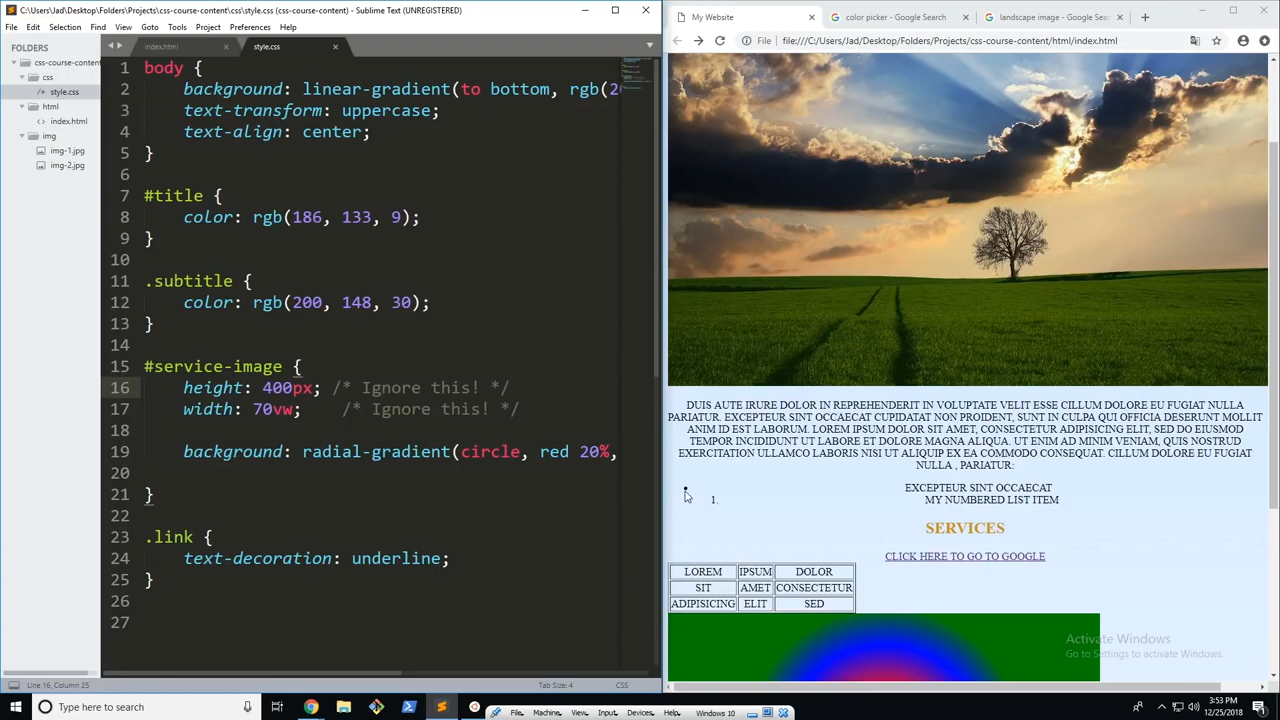 C:\Users\Jad\Desktop\Folders\Projects\css-course-content\css\style.css (css-course-content) - Sublime Text (UNREGISTERED)
File Edit Selection Find View Goto Tools Project Preferences Help
FOLDERS
css-course-content
css
/* style.css
html
index.html
img
img-1.jpg
img-2.jpg
index.html
style.css
1 body {
2 background: linear-gradient(to bottom, rgb(2
3 text-transform: uppercase;
4 text-align: center;
5 }
6
7 #title {
8 color: rgb(186, 133, 9);
9 }
10
11 .subtitle {
12 color: rgb(200, 148, 30);
13 }
14
15 #service-image {
16 height: 400px; /* Ignore this! */
17 width: 70vw; /* Ignore this! */
18
19 background: radial-gradient(circle, red 20%,
20
21 }
22
23 .link {
24 text-decoration: underline;
25 }
26
27
Line 16, Column 25
Tab Size: 4
CSS
My Website
color picker - Google Search
landscape image - Google Sea
File file:///C:/Users/Jad/Desktop/Folders/Projects/css-course-content/html/index.html
DUIS AUTE IRURE DOLOR IN REPREHENDERIT IN VOLUPTATE VELIT ESSE CILLUM DOLORE EU FUGIAT NULLA
PARIATUR. EXCEPTEUR SINT OCCAECAT CUPIDATAT NON PROIDENT, SUNT IN CULPA QUI OFFICIA DESERUNT MOLLIT
ANIM ID EST LABORUM. LOREM IPSUM DOLOR SIT AMET, CONSECTETUR ADIPISICING ELIT, SED DO EIUSMOD
TEMPOR INCIDIDUNT UT LABORE ET DOLORE MAGNA ALIQUA. UT ENIM AD MINIM VENIAM, QUIS NOSTRUD
EXERCITATION ULLAMCO LABORIS NISI UT ALIQUIP EX EA COMMODO CONSEQUAT. CILLUM DOLORE EU FUGIAT
NULLA , PARIATUR:
EXCEPTEUR SINT OCCAECAT
1. MY NUMBERED LIST ITEM
SERVICES
CLICK HERE TO GO TO GOOGLE
LOREM IPSUM DOLOR
SIT AMET CONSECTETUR
ADIPISICING ELIT SED
Activate Windows
Go to Settings to activate Windows.
Type here to search
File Machine View Input Devices Help Windows 10
3:53 PM
12/25/2018